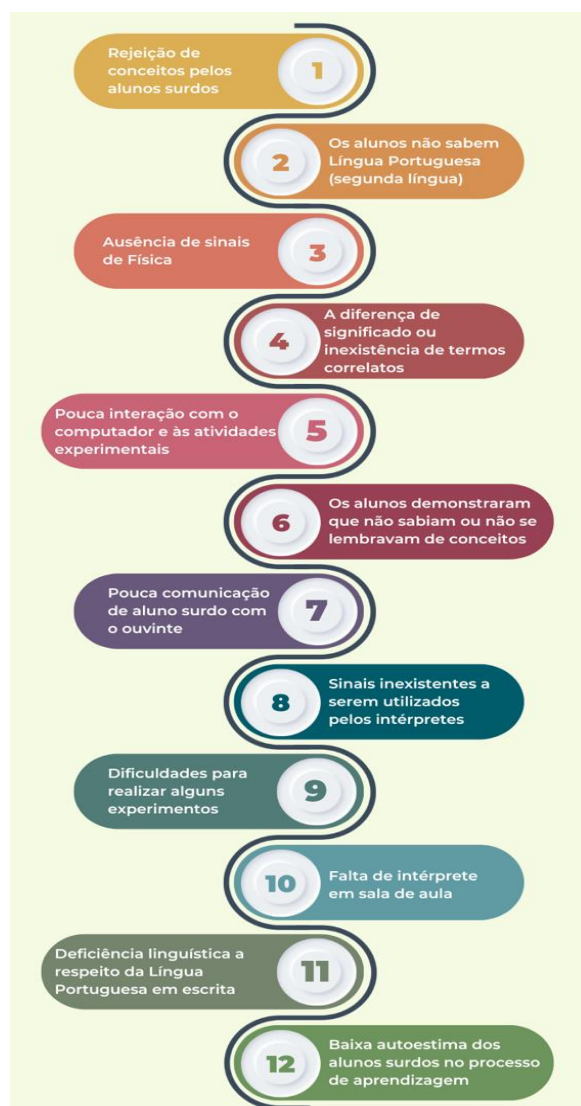 Rejeição de
conceitos pelos
alunos surdos
1
2
Os alunos não sabem
Língua Portuguesa
(segunda língua)
Ausência de sinais
de Física
3
4
A diferença de
significado ou
inexistência de termos
correlatos
Pouca interação com o
computador e às atividades
experimentais
5
6
Os alunos demonstraram
que não sabiam ou não se
lembravam de conceitos
Pouca comunicação
de aluno surdo com
o ouvinte
7
8
Sinais inexistentes a
serem utilizados
pelos intérpretes
Dificuldades para
realizar alguns
experimentos
9
10
Falta de intérprete
em sala de aula
Deficiência linguística a
respeito da Língua
Portuguesa em escrita
11
12
Baixa autoestima dos
alunos surdos no processo
de aprendizagem